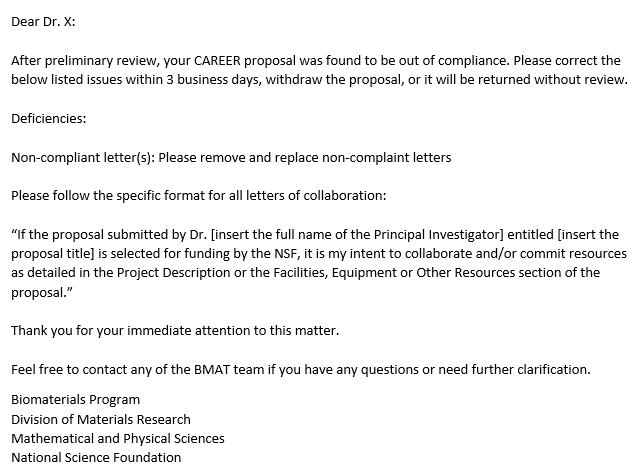 Dear Dr. X:
After preliminary review, your CAREER proposal was found to be out of compliance. Please correct the
below listed issues within 3 business days, withdraw the proposal, or it will be returned without review.
Deficiencies:
Non-compliant letter(s): Please remove and replace non-complaint letters
Please follow the specific format for all letters of collaboration:
“If the proposal submitted by Dr. [insert the full name of the Principal Investigator] entitled [insert the
proposal title] is selected for funding by the NSF, it is my intent to collaborate and/or commit resources
as detailed in the Project Description or the Facilities, Equipment or Other Resources section of the
proposal.”
Thank you for your immediate attention to this matter.
Feel free to contact any of the BMAT team if you have any questions or need further clarification.
Biomaterials Program
Division of Materials Research
Mathematical and Physical Sciences
National Science Foundation